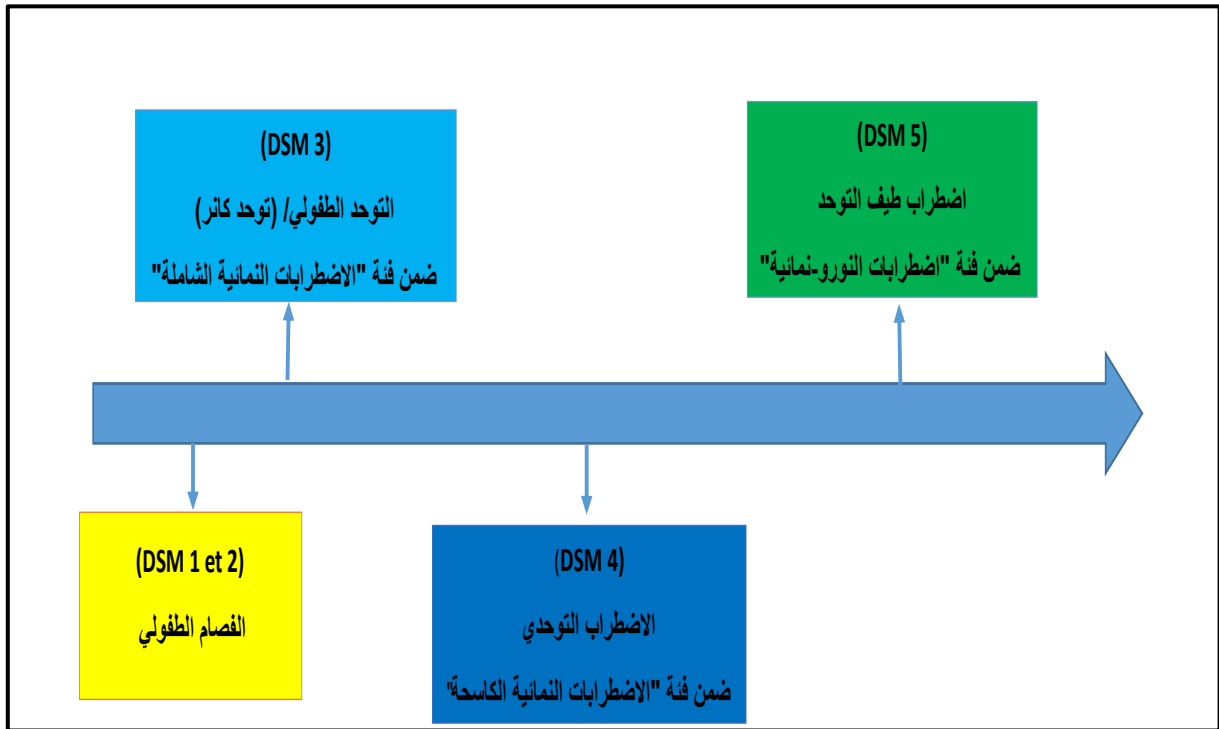 (DSM 3)
التوحد الطفولي/ (توحد كانر)
ضمن فئة "الاضطرابات النمائية الشاملة"
(DSM 5)
اضطراب طيف التوحد
ضمن فئة "اضطرابات النورو-نمائية"
(DSM 1 et 2)
الفصام الطفولي
(DSM 4)
الاضطراب التوحدي
ضمن فئة "الاضطرابات النمائية الكاسحة"